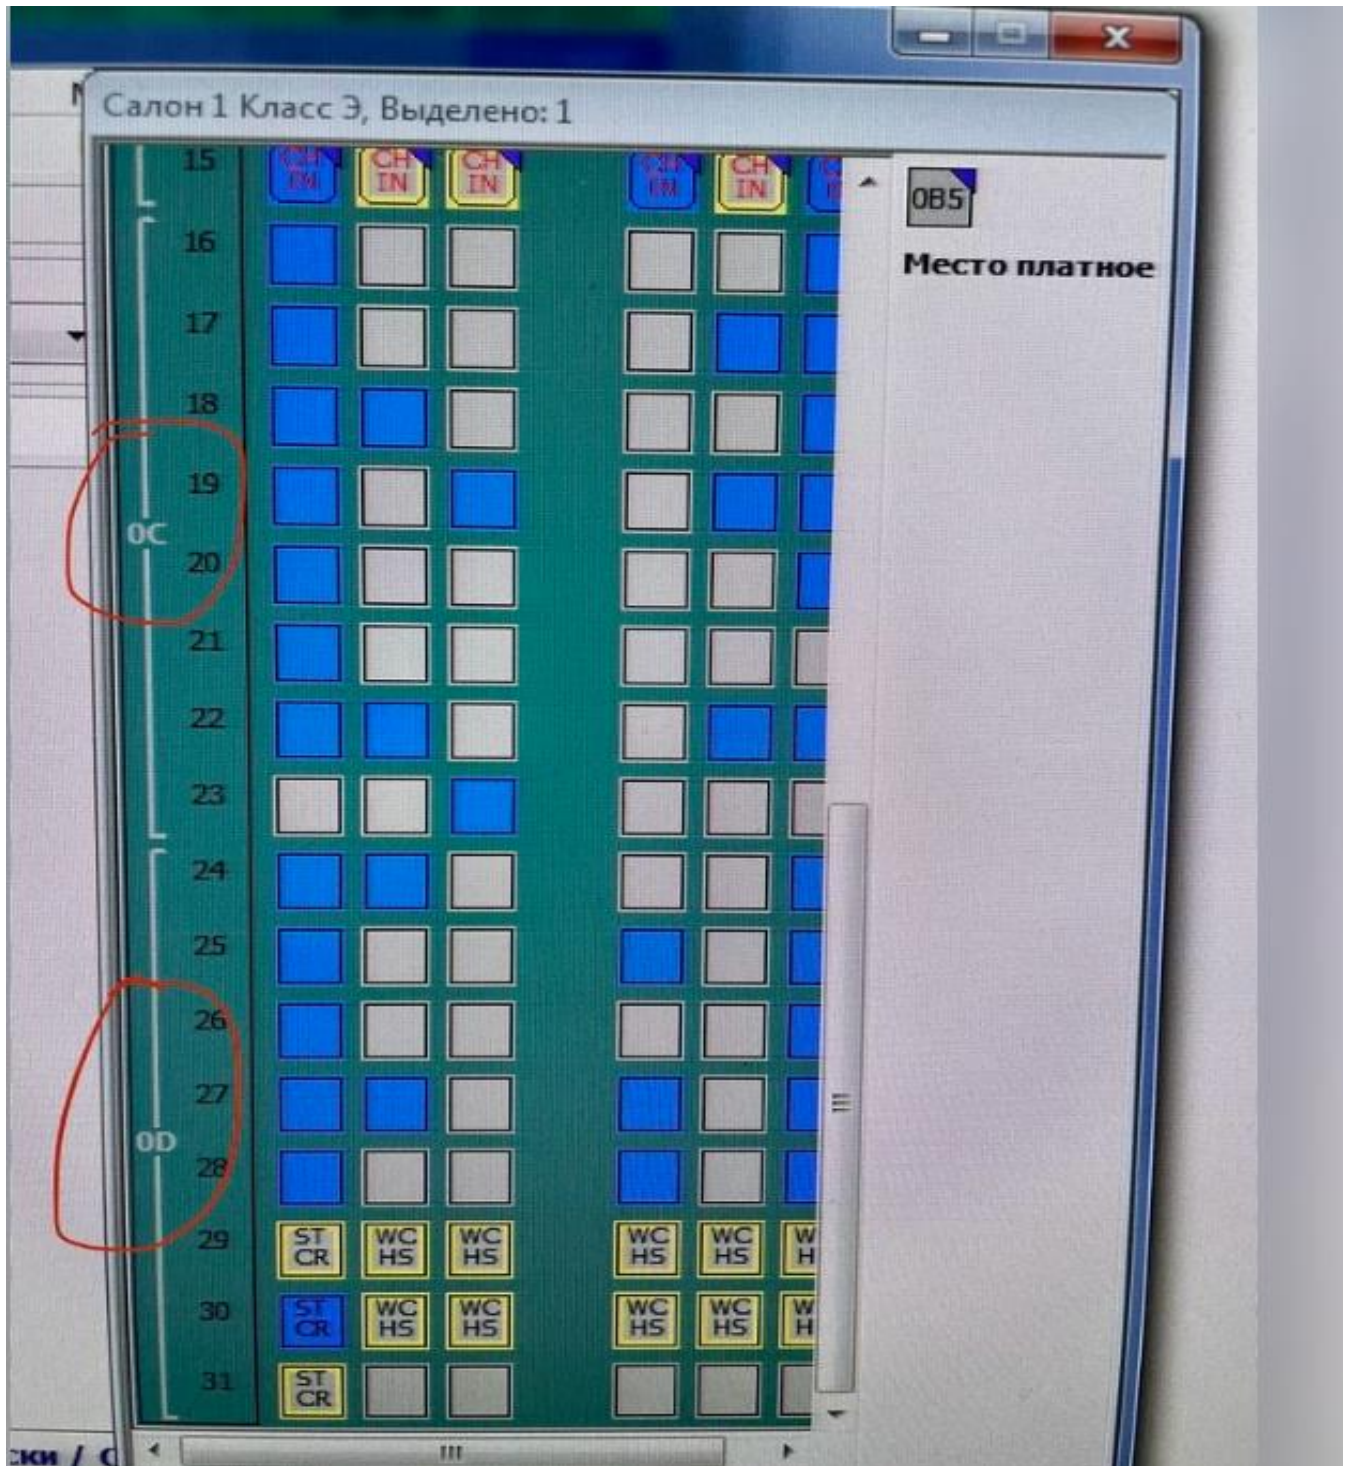 Салон 1 Класс Э, Выделено: 1
15 CH IN CH IN CH IN CH IN CH IN
0B5
Место платное
16
17
18
19
0C
20
21
22
23
24
25
26
27
0D
28
29 ST CR WC HS WC HS WC HS WC HS W H
30 ST CR WC HS WC HS WC HS WC HS W H
31 ST CR
ски / С